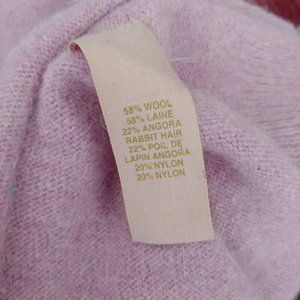 58% WOOL
58% LAINE
22% ANGORA
RABBIT HAIR
22% POIL DE
LAPIN ANGORA
20% NYLON
20% NYLON